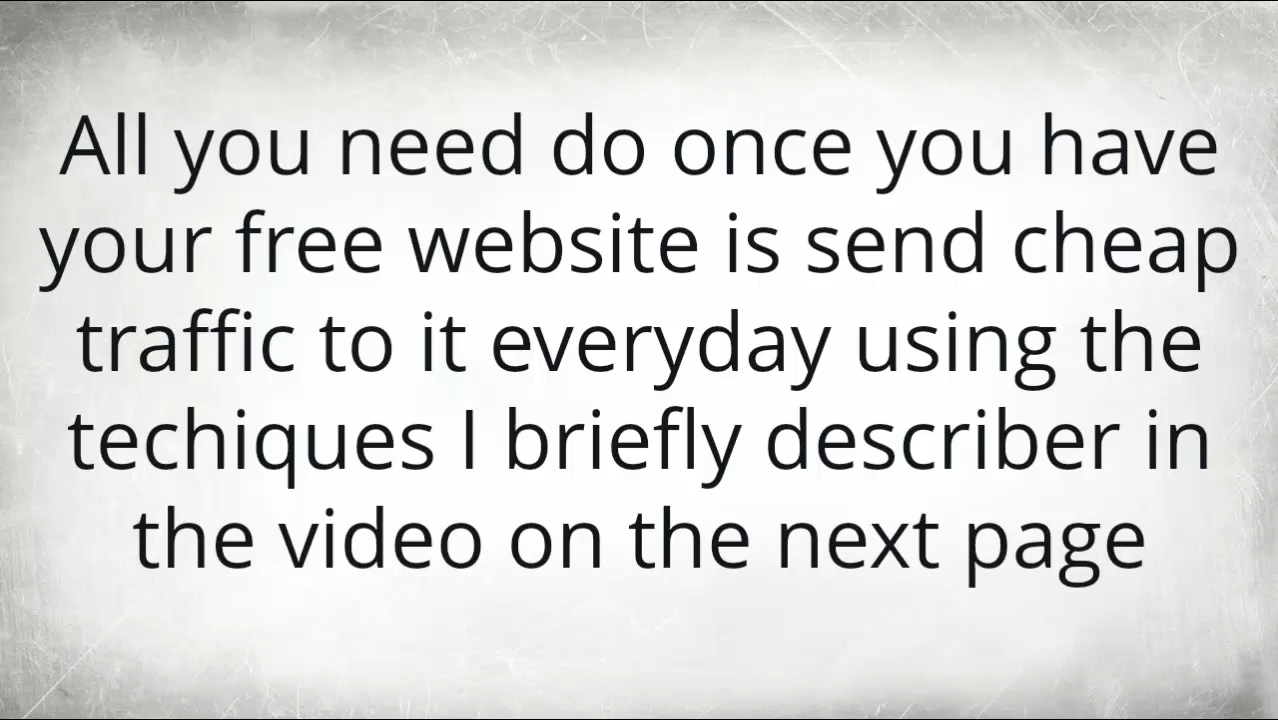 All you need do once you have
your free website is send cheap
traffic to it everyday using the
techiques I briefly describer in
the video on the next page